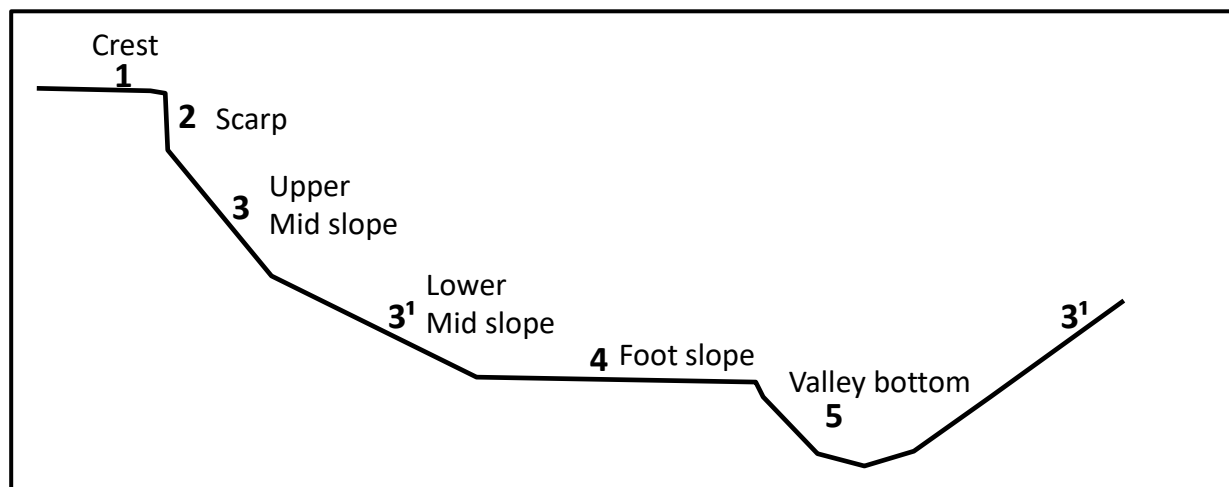 Crest
1
2 Scarp
Upper
3
Mid slope
Lower
3¹
Mid slope
3¹
4 Foot slope
Valley bottom
5